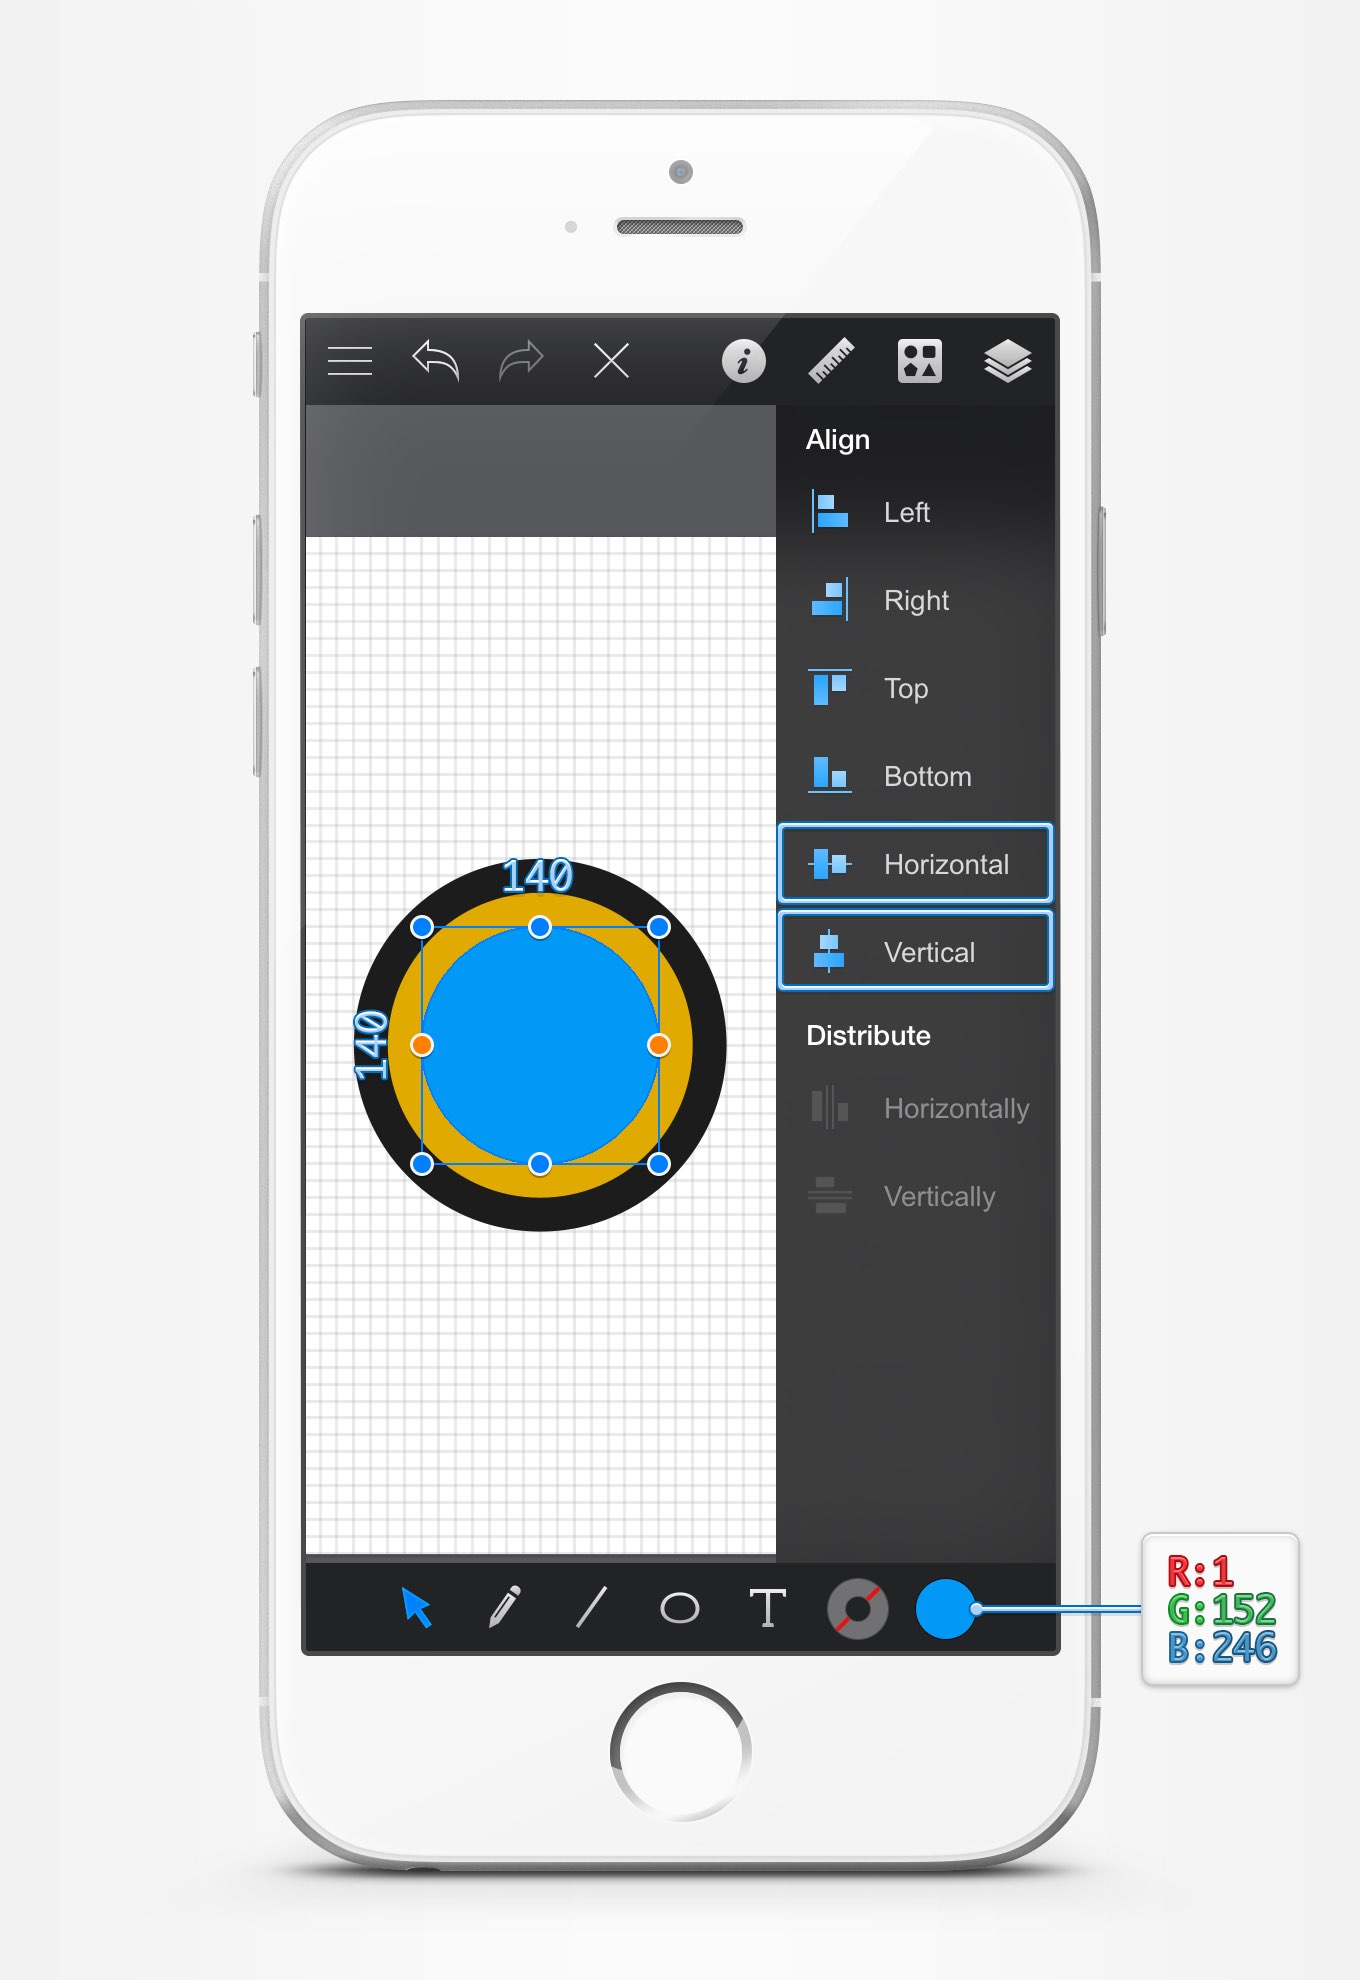 Align
Left
Right
Top
Bottom
Horizontal
Vertical
Distribute
Horizontally
Vertically
140
140
T
R:1
G:152
B:246